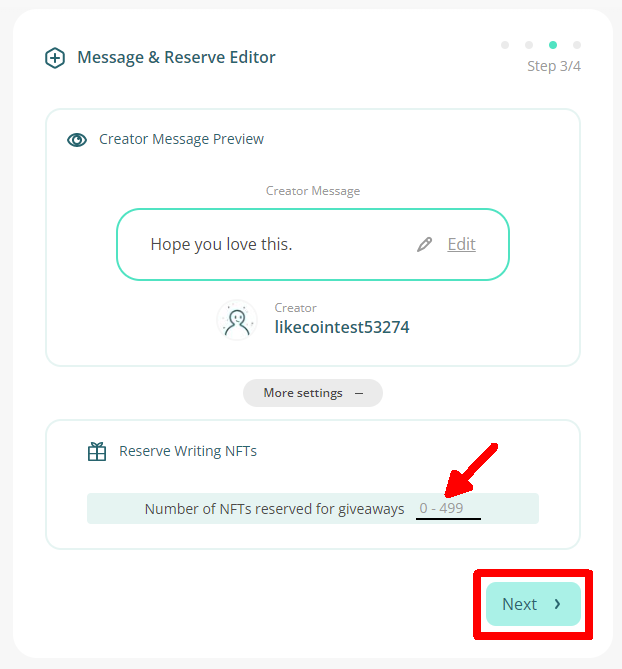 Message & Reserve Editor
Step 3/4
Creator Message Preview
Creator Message
Hope you love this.
Edit
Creator
likecointest53274
More settings
Reserve Writing NFTs
Number of NFTs reserved for giveaways 0 - 499
Next